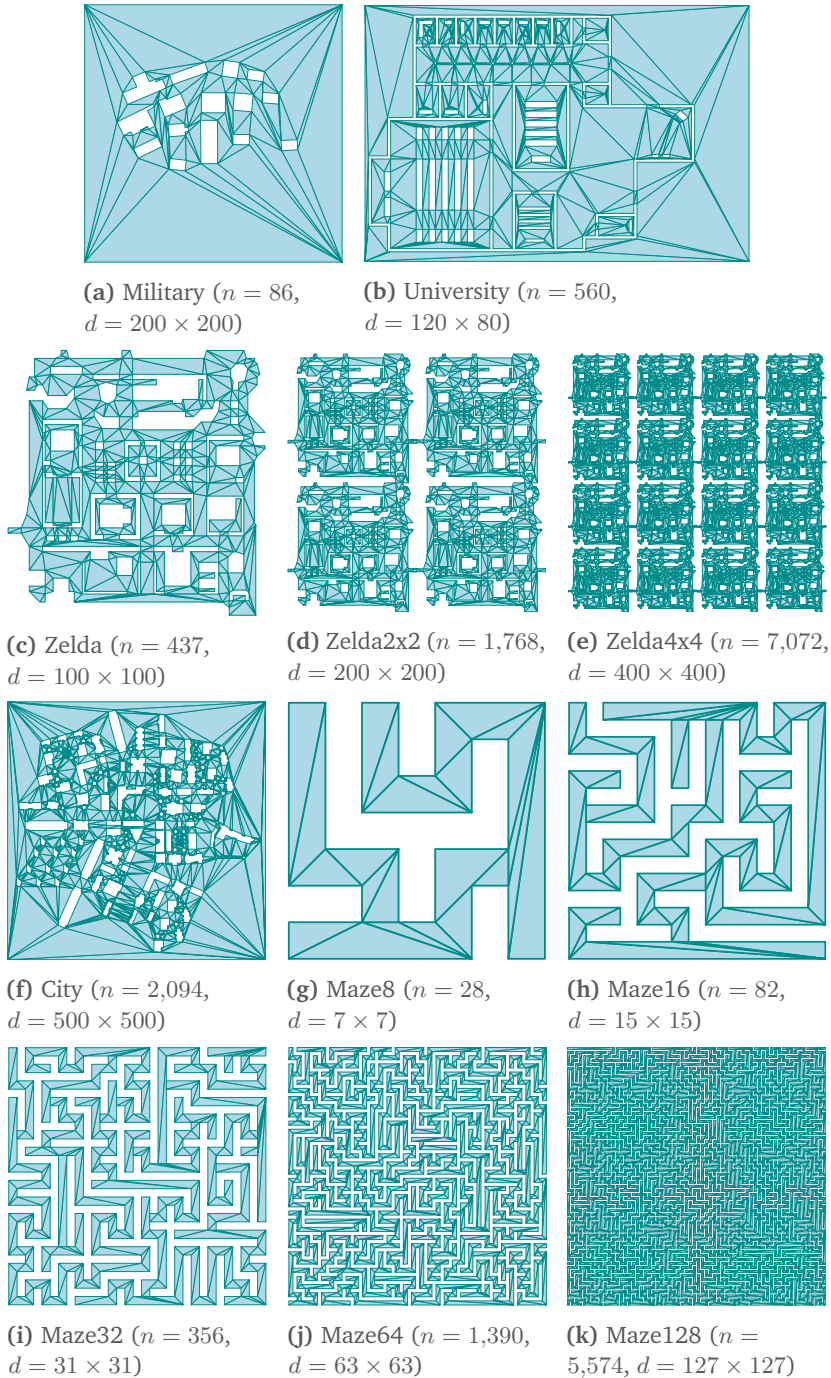 (a) Military (n = 86,
d = 200 × 200)
(b) University (n = 560,
d = 120 × 80)
(c) Zelda (n = 437,
d = 100 × 100)
(d) Zelda2x2 (n = 1,768,
d = 200 × 200)
(e) Zelda4x4 (n = 7,072,
d = 400 × 400)
(f) City (n = 2,094,
d = 500 × 500)
(g) Maze8 (n = 28,
d = 7 × 7)
(h) Maze16 (n = 82,
d = 15 × 15)
(i) Maze32 (n = 356,
d = 31 × 31)
(j) Maze64 (n = 1,390,
d = 63 × 63)
(k) Maze128 (n =
5,574, d = 127 × 127)